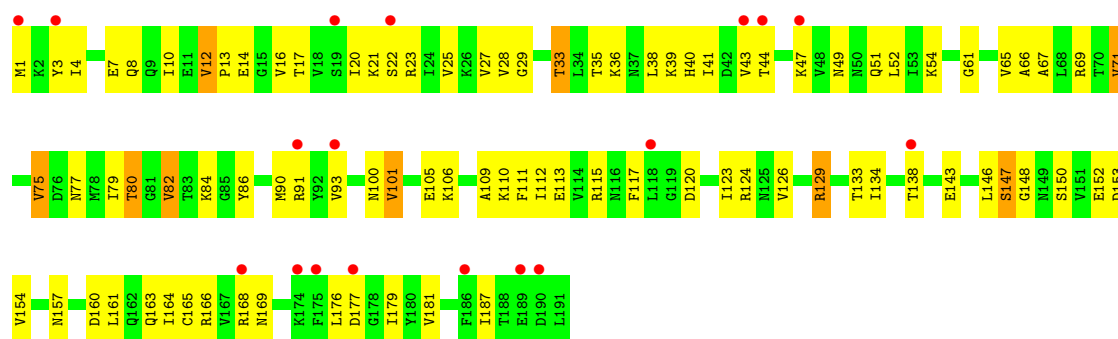 M1 K2 Y3 I4 E7 Q8 Q9 I10 E11 V12 P13 E14 G15 V16 T17 V18 S19 I20 K21 S22 R23 I24 V25 K26 V27 V28 G29 T33 L34 T35 K36 N37 L38 K39 H40 I41 D42 V43 T44 K47 V48 N49 N50 Q51 L52 I53 K54 G61 V65 A66 A67 L68 R69 T70
V75 D76 N77 M78 I79 T80 G81 V82 T83 K84 G85 Y86 M90 R91 Y92 V93 N100 V101 E105 K106 A109 K110 F111 I112 E113 V114 R115 N116 F117 L118 G119 D120 I123 R124 N125 V126 R129 T133 I134 T138 E143 L146 S147 G148 N149 S150 V151 E152 D153
V154 N157 D160 L161 Q162 Q163 I164 C165 R166 V167 R168 N169 K174 F175 L176 D177 G178 I179 Y180 V181 F186 I187 T188 E189 D190 L191